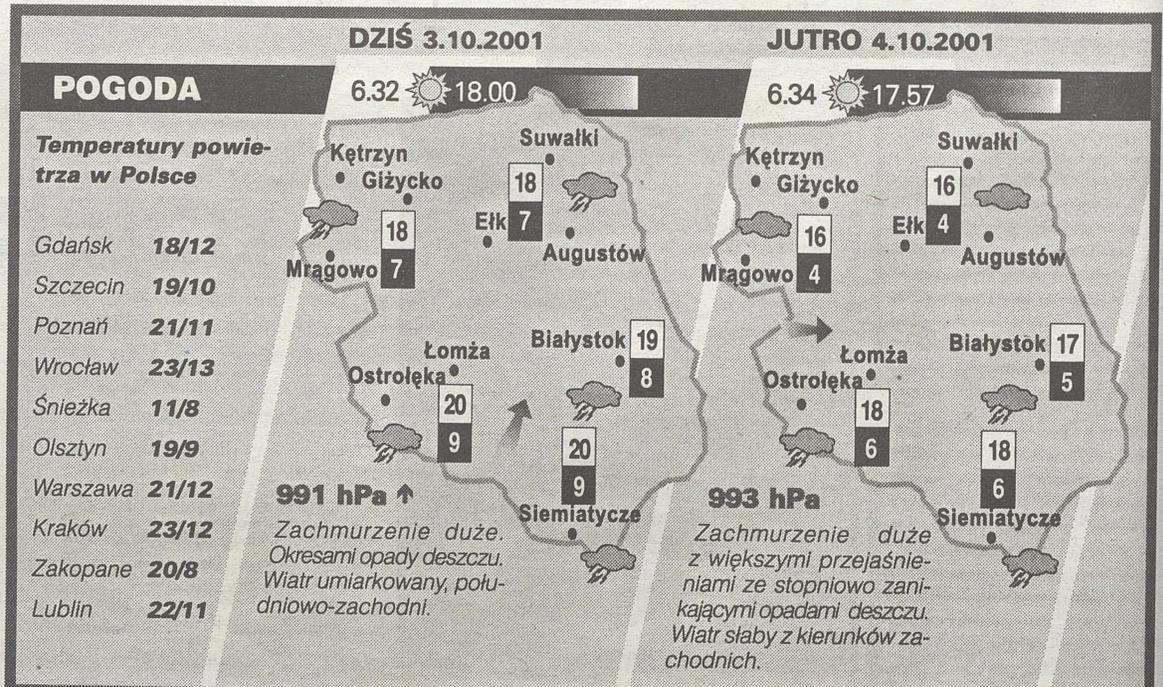 DZIŚ 3.10.2001
JUTRO 4.10.2001
POGODA
6.32 18.00
6.34 17.57
Temperatury powie-
trza w Polsce
Gdańsk 18/12
Szczecin 19/10
Poznań 21/11
Wrocław 23/13
Śnieżka 11/8
Olsztyn 19/9
Warszawa 21/12
Kraków 23/12
Zakopane 20/8
Lublin 22/11
Suwałki
Kętrzyn
Giżycko
18
7
Ełk
18
7
Augustów
Mrągowo
Białystok
19
8
Łomża
Ostrołęka
20
9
20
9
Siemiatycze
991 hPa ↑
Zachmurzenie duże.
Okresami opady deszczu.
Wiatr umiarkowany, połu-
dniowo-zachodni.
Suwałki
Kętrzyn
Giżycko
16
4
Ełk
16
4
Augustów
Mrągowo
Białystok
17
5
Łomża
Ostrołęka
18
6
18
6
Siemiatycze
993 hPa
Zachmurzenie duże
z większymi przejaśnie-
niami ze stopniowo zani-
kającymi opadami deszczu.
Wiatr słaby z kierunków za-
chodnich.